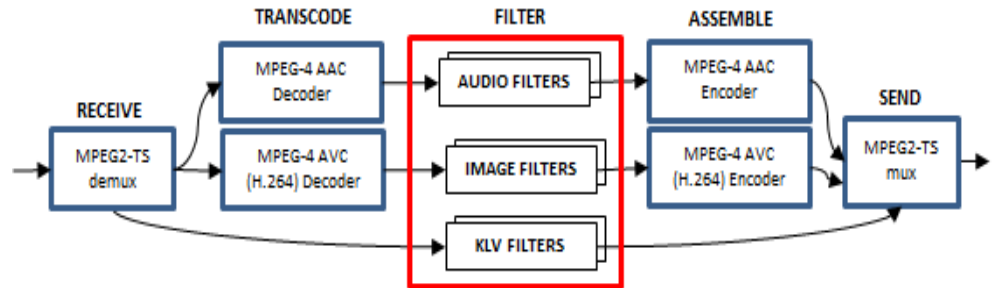 TRANSCODE
FILTER
ASSEMBLE
RECEIVE
SEND
MPEG2-TS
demux
MPEG-4 AAC
Decoder
MPEG-4 AVC
(H.264) Decoder
AUDIO FILTERS
IMAGE FILTERS
KLV FILTERS
MPEG-4 AAC
Encoder
MPEG-4 AVC
(H.264) Encoder
MPEG2-TS
mux